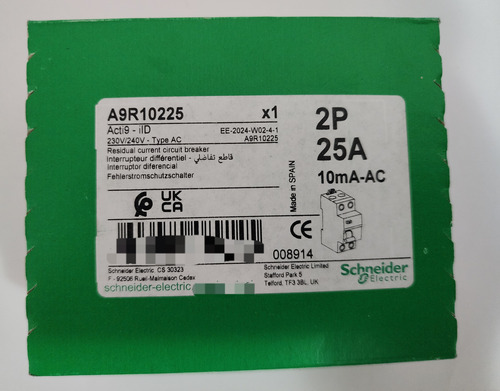 A9R10225 x1
Acti9 - iID EE-2024-W02-4-1
230V/240V - Type AC A9R10225
Residual current circuit breaker
Interrupteur différentiel - قاطع تفاضلي
Interruptor diferencial
Fehlerstromschutzschalter
2P
25A
10mA-AC
Made in SPAIN
UK
CA
CE
008914
Schneider Electric, CS 30323
F - 92506 Rueil-Malmaison Cedex
schneider-electric
Schneider Electric Limited
Stafford Park 5
Telford, TF3 3BL, UK
Schneider
Electric